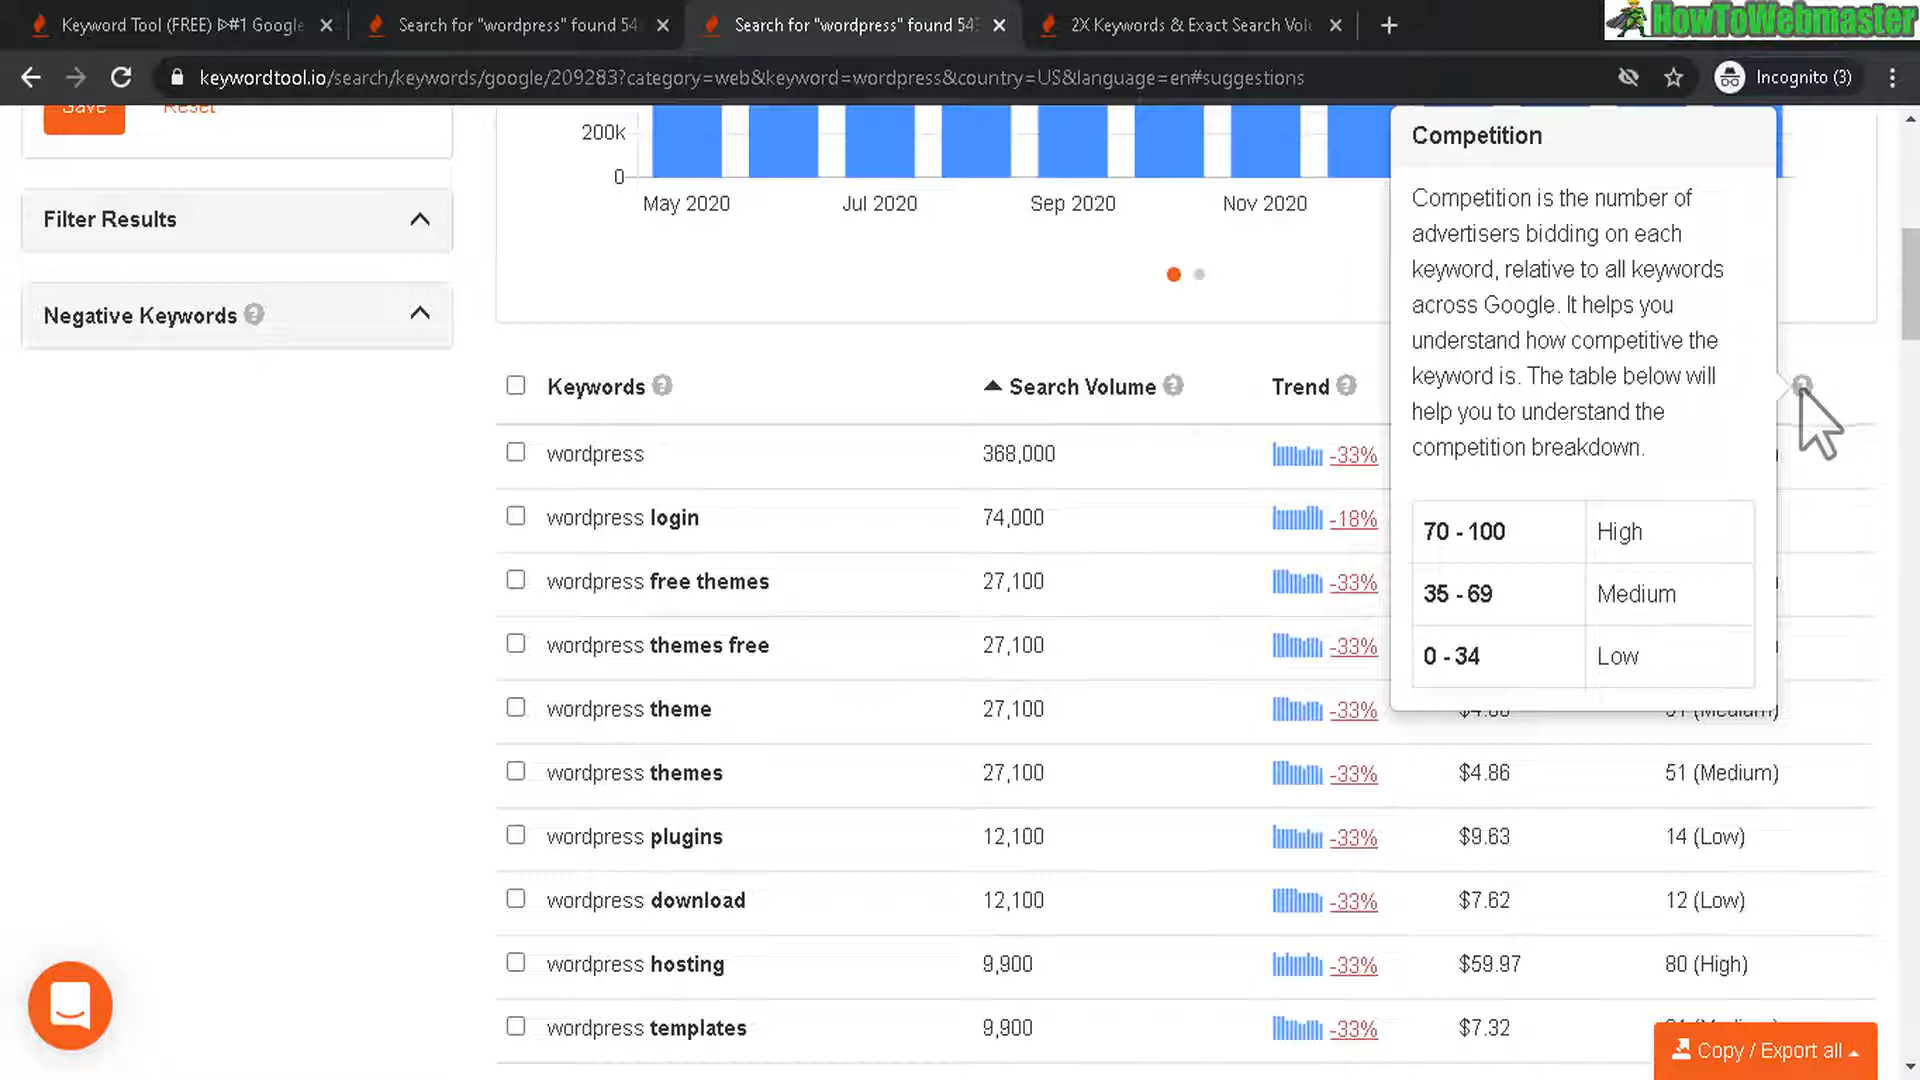 Keyword Tool (FREE) ᐅ#1 Google
Search for "wordpress" found 54
Search for "wordpress" found 543
2X Keywords & Exact Search Volu
HowToWebmaster
keywordtool.io/search/keywords/google/209283?category=web&keyword=wordpress&country=US&language=en#suggestions
Incognito (3)
Save Reset
Filter Results
Negative Keywords
200k
0
May 2020 Jul 2020 Sep 2020 Nov 2020
Competition
Competition is the number of
advertisers bidding on each
keyword, relative to all keywords
across Google. It helps you
understand how competitive the
keyword is. The table below will
help you to understand the
competition breakdown.
70 - 100 High
35 - 69 Medium
0 - 34 Low
Keywords Search Volume Trend
wordpress 368,000 -33%
wordpress login 74,000 -18%
wordpress free themes 27,100 -33%
wordpress themes free 27,100 -33%
wordpress theme 27,100 -33%
wordpress themes 27,100 -33% $4.86 51 (Medium)
wordpress plugins 12,100 -33% $9.63 14 (Low)
wordpress download 12,100 -33% $7.62 12 (Low)
wordpress hosting 9,900 -33% $59.97 80 (High)
wordpress templates 9,900 -33% $7.32
Copy / Export all